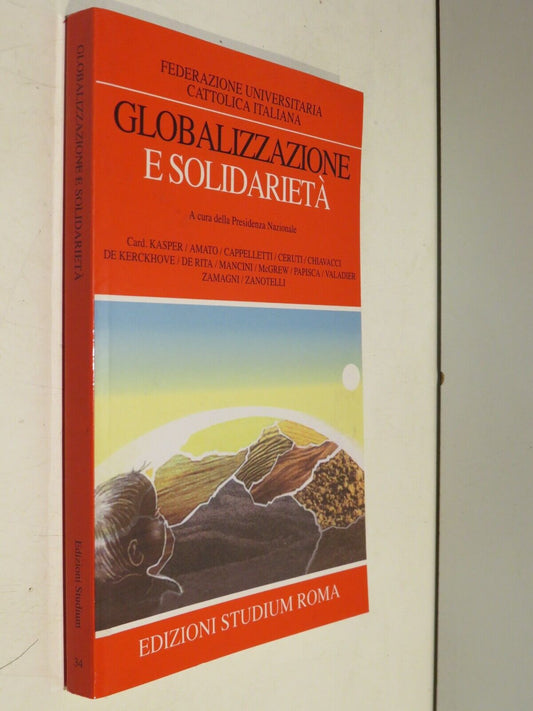 FEDERAZIONE UNIVERSITARIA
CATTOLICA ITALIANA
GLOBALIZZAZIONE
E SOLIDARIETÀ
A cura della Presidenza Nazionale
Card. KASPER / AMATO / CAPPELLETTI / CERUTI / CHIAVACCI
DE KERCKHOVE / DE RITA / MANCINI / McGREW / PAPISCA / VALADIER
ZAMAGNI / ZANOTELLI
EDIZIONI STUDIUM ROMA
GLOBALIZZAZIONE E SOLIDARIETÀ
Edizioni Studium
34